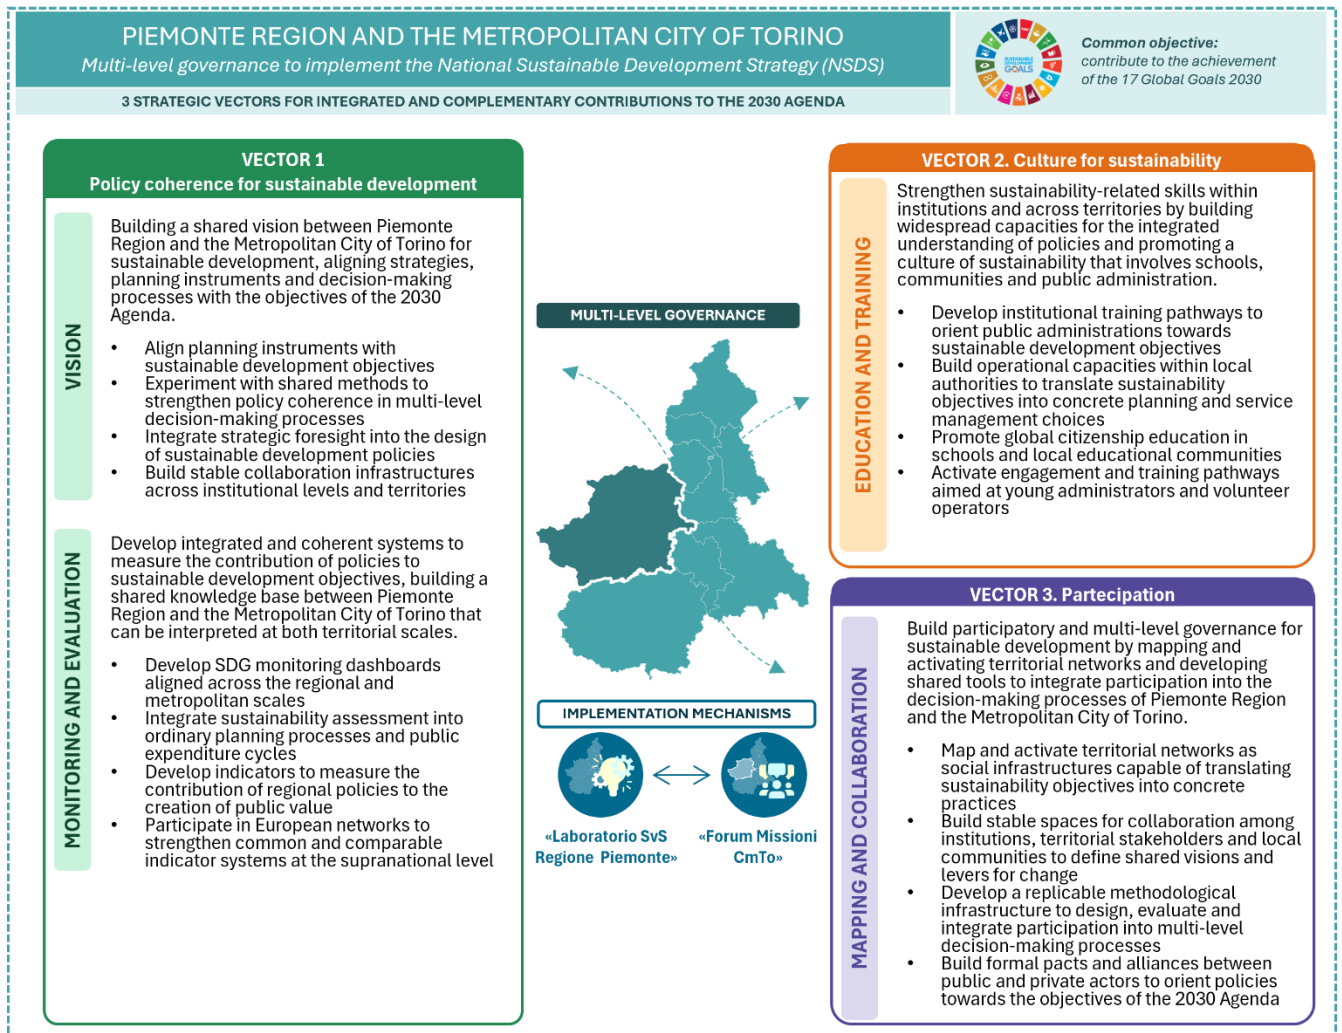 PIEMONTE REGION AND THE METROPOLITAN CITY OF TORINO
Multi-level governance to implement the National Sustainable Development Strategy (NSDS)
3 STRATEGIC VECTORS FOR INTEGRATED AND COMPLEMENTARY CONTRIBUTIONS TO THE 2030 AGENDA
SUSTAINABLE
DEVELOPMENT
GOALS
Common objective:
contribute to the achievement
of the 17 Global Goals 2030
VECTOR 1
Policy coherence for sustainable development
VISION
Building a shared vision between Piemonte
Region and the Metropolitan City of Torino for
sustainable development, aligning strategies,
planning instruments and decision-making
processes with the objectives of the 2030
Agenda.
• Align planning instruments with
sustainable development objectives
• Experiment with shared methods to
strengthen policy coherence in multi-level
decision-making processes
• Integrate strategic foresight into the design
of sustainable development policies
• Build stable collaboration infrastructures
across institutional levels and territories
MONITORING AND EVALUATION
Develop integrated and coherent systems to
measure the contribution of policies to
sustainable development objectives, building a
shared knowledge base between Piemonte
Region and the Metropolitan City of Torino that
can be interpreted at both territorial scales.
• Develop SDG monitoring dashboards
aligned across the regional and
metropolitan scales
• Integrate sustainability assessment into
ordinary planning processes and public
expenditure cycles
• Develop indicators to measure the
contribution of regional policies to the
creation of public value
• Participate in European networks to
strengthen common and comparable
indicator systems at the supranational level
MULTI-LEVEL GOVERNANCE
IMPLEMENTATION MECHANISMS
«Laboratorio SvS
Regione Piemonte»
«Forum Missioni
CmTo»
VECTOR 2. Culture for sustainability
EDUCATION AND TRAINING
Strengthen sustainability-related skills within
institutions and across territories by building
widespread capacities for the integrated
understanding of policies and promoting a
culture of sustainability that involves schools,
communities and public administration.
• Develop institutional training pathways to
orient public administrations towards
sustainable development objectives
• Build operational capacities within local
authorities to translate sustainability
objectives into concrete planning and service
management choices
• Promote global citizenship education in
schools and local educational communities
• Activate engagement and training pathways
aimed at young administrators and volunteer
operators
VECTOR 3. Partecipation
MAPPING AND COLLABORATION
Build participatory and multi-level governance for
sustainable development by mapping and
activating territorial networks and developing
shared tools to integrate participation into the
decision-making processes of Piemonte Region
and the Metropolitan City of Torino.
• Map and activate territorial networks as
social infrastructures capable of translating
sustainability objectives into concrete
practices
• Build stable spaces for collaboration among
institutions, territorial stakeholders and local
communities to define shared visions and
levers for change
• Develop a replicable methodological
infrastructure to design, evaluate and
integrate participation into multi-level
decision-making processes
• Build formal pacts and alliances between
public and private actors to orient policies
towards the objectives of the 2030 Agenda